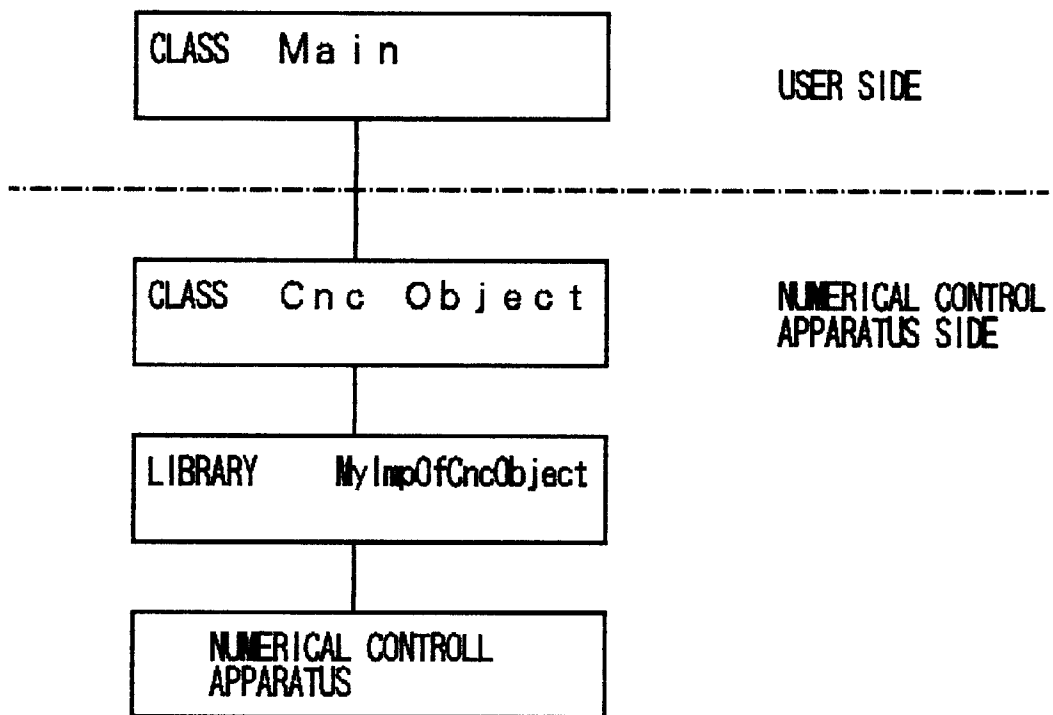 CLASS Main
USER SIDE
CLASS Cnc Object
NUMERICAL CONTROL
APPARATUS SIDE
LIBRARY MyImpOfCncObject
NUMERICAL CONTROLL
APPARATUS